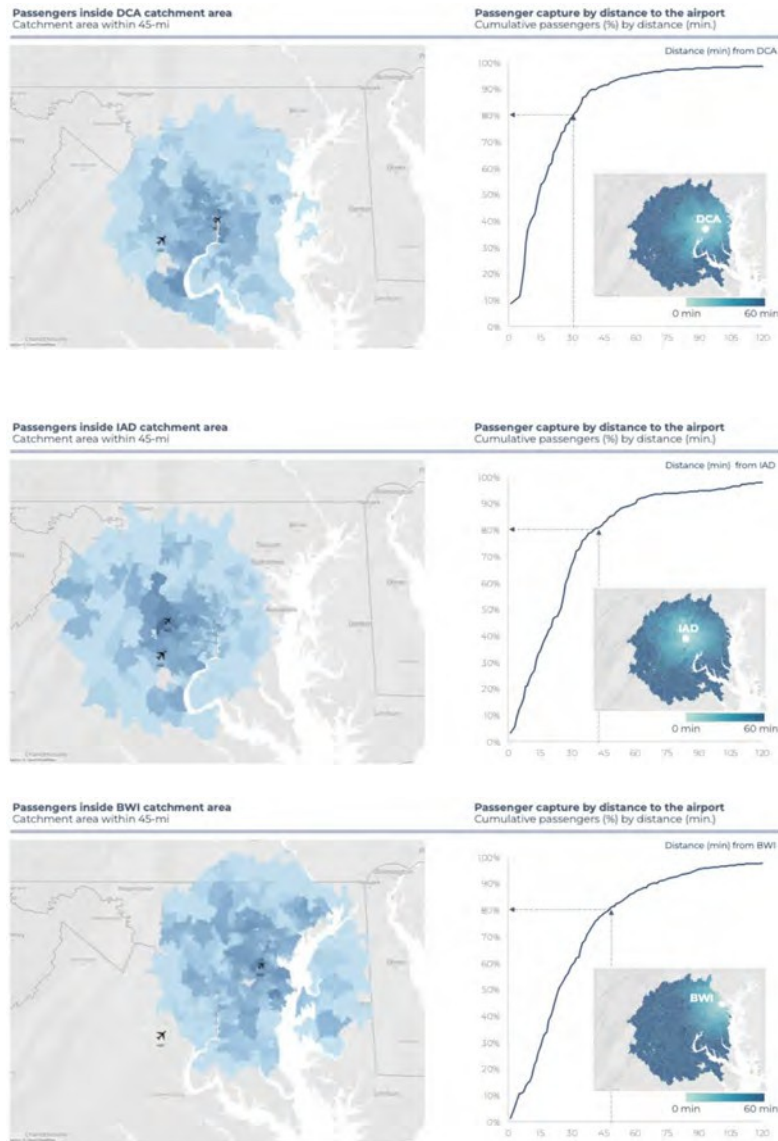 Passengers inside DCA catchment area
Catchment area within 45-mi
Passenger capture by distance to the airport
Cumulative passengers (%) by distance (min.)
Distance (min) from DCA
100%
90%
80%
70%
60%
50%
40%
30%
20%
10%
0%
DCA
0 min 60 min
0 15 30 45 60 75 90 105 120
Passengers inside IAD catchment area
Catchment area within 45-mi
Passenger capture by distance to the airport
Cumulative passengers (%) by distance (min.)
Distance (min) from IAD
100%
90%
80%
70%
60%
50%
40%
30%
20%
10%
0%
IAD
0 min 60 min
0 15 30 45 60 75 90 105 120
Passengers inside BWI catchment area
Catchment area within 45-mi
Passenger capture by distance to the airport
Cumulative passengers (%) by distance (min.)
Distance (min) from BWI
100%
90%
80%
70%
60%
50%
40%
30%
20%
10%
0%
BWI
0 min 60 min
0 15 30 45 60 75 90 105 120